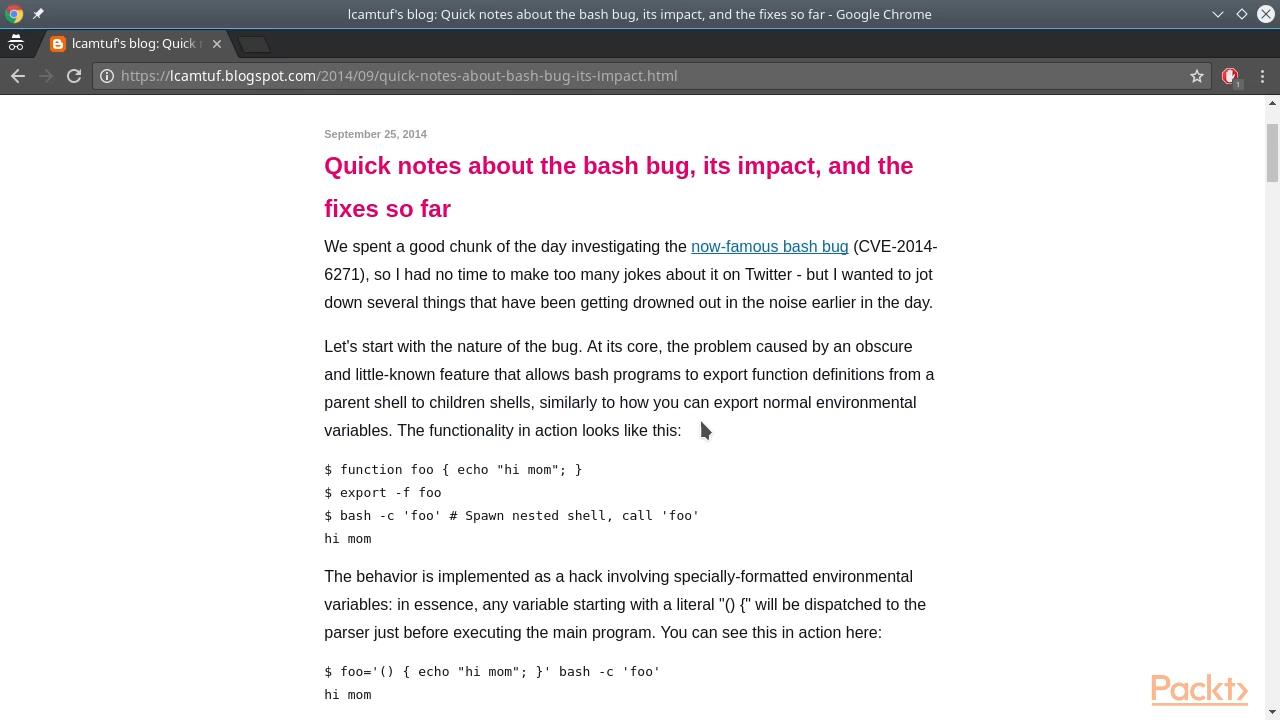 lcamtuf's blog: Quick notes about the bash bug, its impact, and the fixes so far - Google Chrome
lcamtuf's blog: Quick
https://lcamtuf.blogspot.com/2014/09/quick-notes-about-bash-bug-its-impact.html
1
September 25, 2014
Quick notes about the bash bug, its impact, and the
fixes so far
We spent a good chunk of the day investigating the now-famous bash bug (CVE-2014-
6271), so I had no time to make too many jokes about it on Twitter - but I wanted to jot
down several things that have been getting drowned out in the noise earlier in the day.
Let's start with the nature of the bug. At its core, the problem caused by an obscure
and little-known feature that allows bash programs to export function definitions from a
parent shell to children shells, similarly to how you can export normal environmental
variables. The functionality in action looks like this:
$ function foo { echo "hi mom"; }
$ export -f foo
$ bash -c 'foo' # Spawn nested shell, call 'foo'
hi mom
The behavior is implemented as a hack involving specially-formatted environmental
variables: in essence, any variable starting with a literal "() {" will be dispatched to the
parser just before executing the main program. You can see this in action here:
$ foo='() { echo "hi mom"; }' bash -c 'foo'
hi mom
Packt>